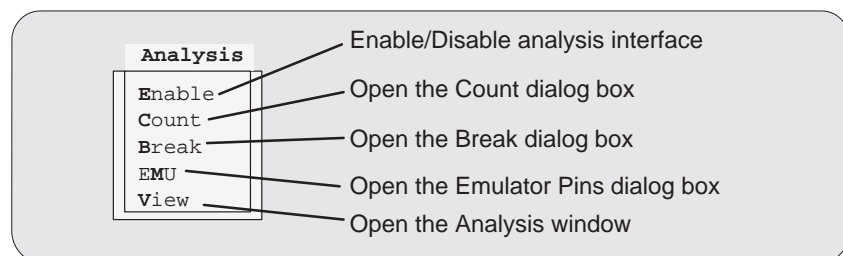 Analysis
Enable
Count
Break
EMU
View
Enable/Disable analysis interface
Open the Count dialog box
Open the Break dialog box
Open the Emulator Pins dialog box
Open the Analysis window